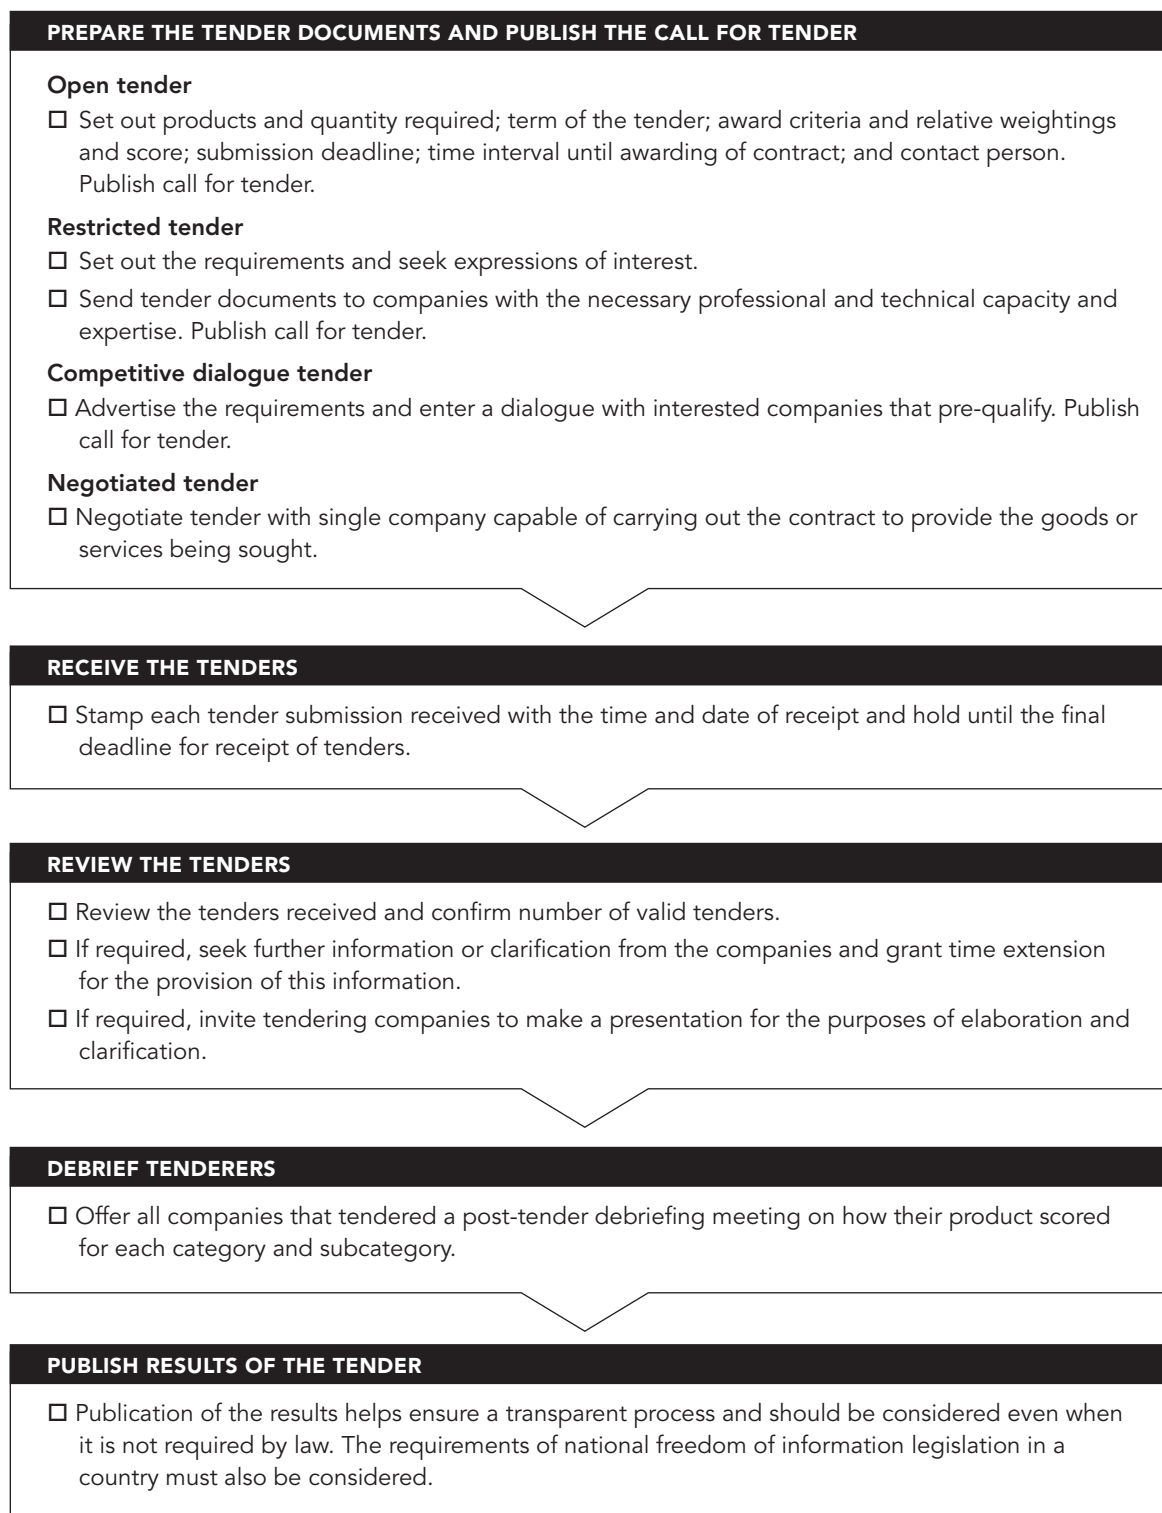 PREPARE THE TENDER DOCUMENTS AND PUBLISH THE CALL FOR TENDER
Open tender
☐ Set out products and quantity required; term of the tender; award criteria and relative weightings
and score; submission deadline; time interval until awarding of contract; and contact person.
Publish call for tender.
Restricted tender
☐ Set out the requirements and seek expressions of interest.
☐ Send tender documents to companies with the necessary professional and technical capacity and
expertise. Publish call for tender.
Competitive dialogue tender
☐ Advertise the requirements and enter a dialogue with interested companies that pre-qualify. Publish
call for tender.
Negotiated tender
☐ Negotiate tender with single company capable of carrying out the contract to provide the goods or
services being sought.
RECEIVE THE TENDERS
☐ Stamp each tender submission received with the time and date of receipt and hold until the final
deadline for receipt of tenders.
REVIEW THE TENDERS
☐ Review the tenders received and confirm number of valid tenders.
☐ If required, seek further information or clarification from the companies and grant time extension
for the provision of this information.
☐ If required, invite tendering companies to make a presentation for the purposes of elaboration and
clarification.
DEBRIEF TENDERERS
☐ Offer all companies that tendered a post-tender debriefing meeting on how their product scored
for each category and subcategory.
PUBLISH RESULTS OF THE TENDER
☐ Publication of the results helps ensure a transparent process and should be considered even when
it is not required by law. The requirements of national freedom of information legislation in a
country must also be considered.